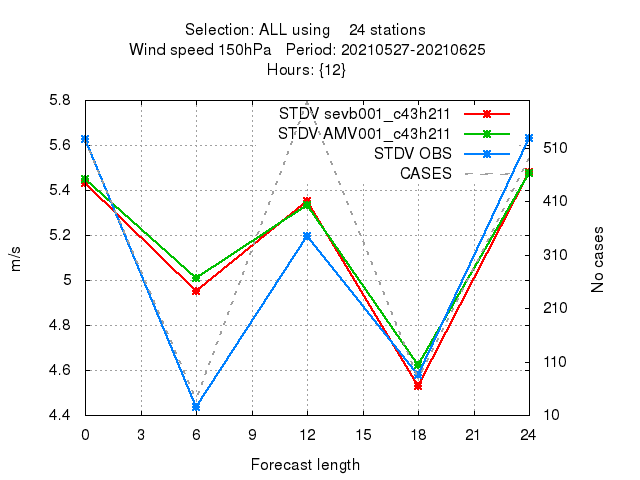 Selection: ALL using    24 stations
Wind speed 150hPa   Period: 20210527-20210625
Hours: {12}
STDV sevb001_c43h211
STDV AMV001_c43h211
STDV OBS
CASES
5.8
5.6
5.4
5.2
5
4.8
4.6
4.4
m/s
510
410
310
210
110
10
No cases
0 3 6 9 12 15 18 21 24
Forecast length